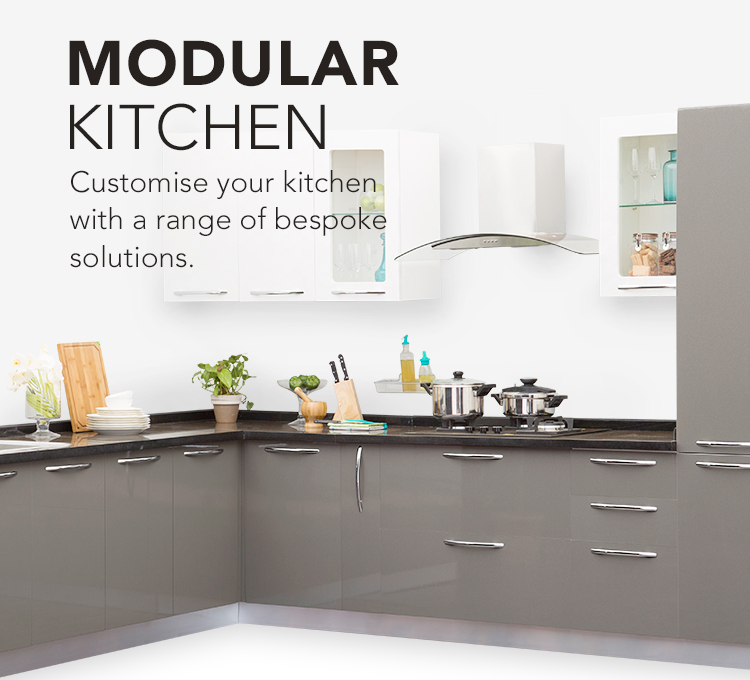 MODULAR
KITCHEN
Customise your kitchen
with a range of bespoke
solutions.